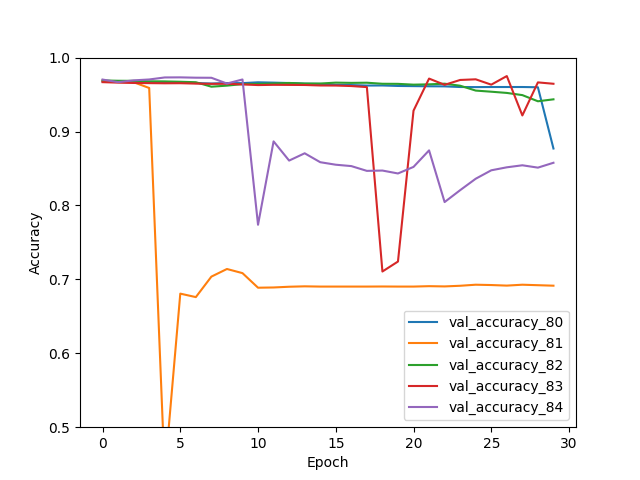 1.0
0.9
0.8
0.7
0.6
0.5
Accuracy
val_accuracy_80
val_accuracy_81
val_accuracy_82
val_accuracy_83
val_accuracy_84
0 5 10 15 20 25 30
Epoch